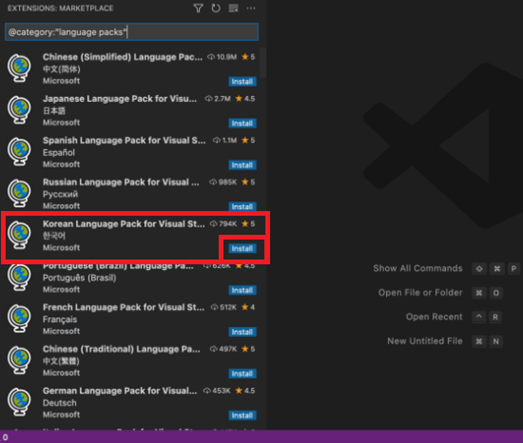 EXTENSIONS: MARKETPLACE
@category:"language packs"
Chinese (Simplified) Language Pac... 10.9M ★ 5
中文(简体)
Microsoft Install
Japanese Language Pack for Visu... 2.7M ★ 4.5
日本語
Microsoft Install
Spanish Language Pack for Visual S... 1.1M ★ 5
Español
Microsoft Install
Russian Language Pack for Visual ... 985K ★ 5
Русский
Microsoft Install
Korean Language Pack for Visual St... 794K ★ 5
한국어
Microsoft Install
Portuguese (Brazil) Language Pa... 626K ★ 4.5
Português (Brasil)
Microsoft Install
French Language Pack for Visual St... 512K ★ 4
Français
Microsoft Install
Chinese (Traditional) Language Pa... 497K ★ 5
中文(繁體)
Microsoft Install
German Language Pack for Visual... 453K ★ 4.5
Deutsch
Microsoft Install
Show All Commands ⇧ ⌘ P
Open File or Folder ⌘ O
Open Recent ^ R
New Untitled File ⌘ N
0